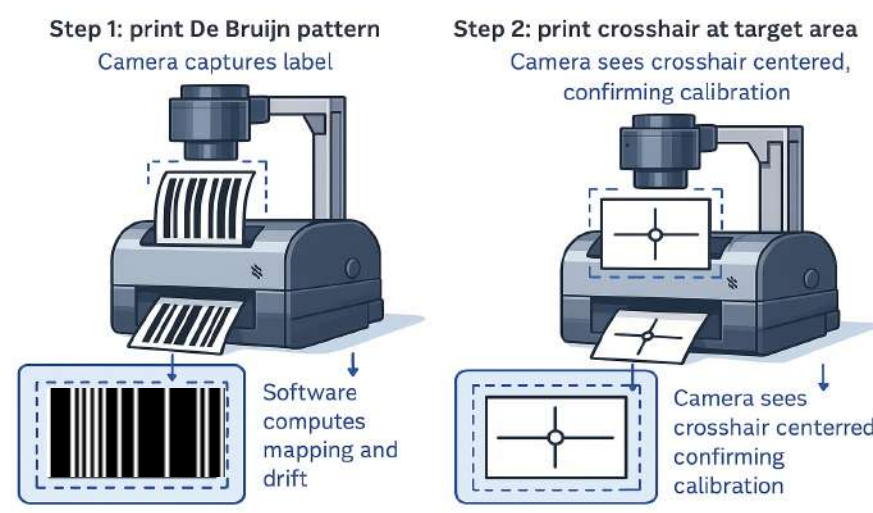 Step 1: print De Bruijn pattern
Camera captures label
Software
computes
mapping and
drift
Step 2: print crosshair at target area
Camera sees crosshair centered,
confirming calibration
Camera sees
crosshair centerred
confirming
calibration